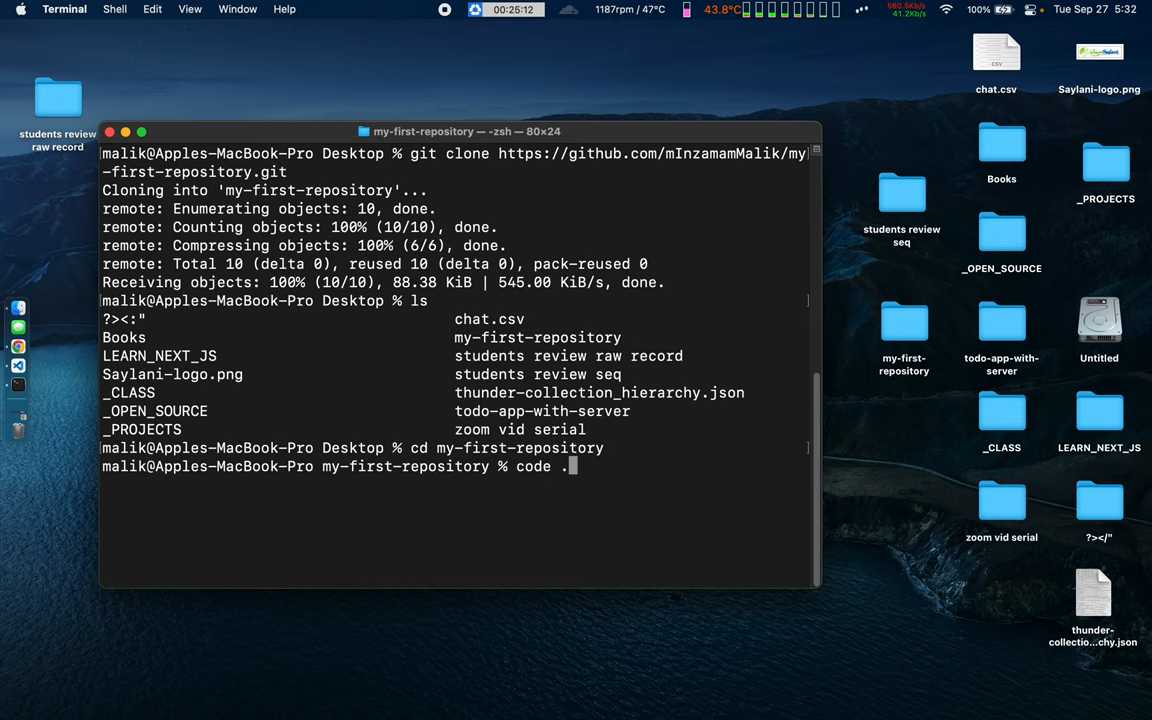 Terminal Shell Edit View Window Help 00:25:12 1187rpm / 47°C 43.8°C 560.5Kb/s 41.2Kb/s 100% Tue Sep 27 5:32
students review
raw record
chat.csv
Saylani-logo.png
Books
_PROJECTS
students review
seq
_OPEN_SOURCE
my-first-
repository
todo-app-with-
server
Untitled
_CLASS
LEARN_NEXT_JS
zoom vid serial
?></"
thunder-
collectio...chy.json
CSV
my-first-repository — -zsh — 80×24
malik@Apples-MacBook-Pro Desktop % git clone https://github.com/mInzamamMalik/my
-first-repository.git
Cloning into 'my-first-repository'...
remote: Enumerating objects: 10, done.
remote: Counting objects: 100% (10/10), done.
remote: Compressing objects: 100% (6/6), done.
remote: Total 10 (delta 0), reused 10 (delta 0), pack-reused 0
Receiving objects: 100% (10/10), 88.38 KiB | 545.00 KiB/s, done.
malik@Apples-MacBook-Pro Desktop % ls
?><:" chat.csv
Books my-first-repository
LEARN_NEXT_JS students review raw record
Saylani-logo.png students review seq
_CLASS thunder-collection_hierarchy.json
_OPEN_SOURCE todo-app-with-server
_PROJECTS zoom vid serial
malik@Apples-MacBook-Pro Desktop % cd my-first-repository
malik@Apples-MacBook-Pro my-first-repository % code .